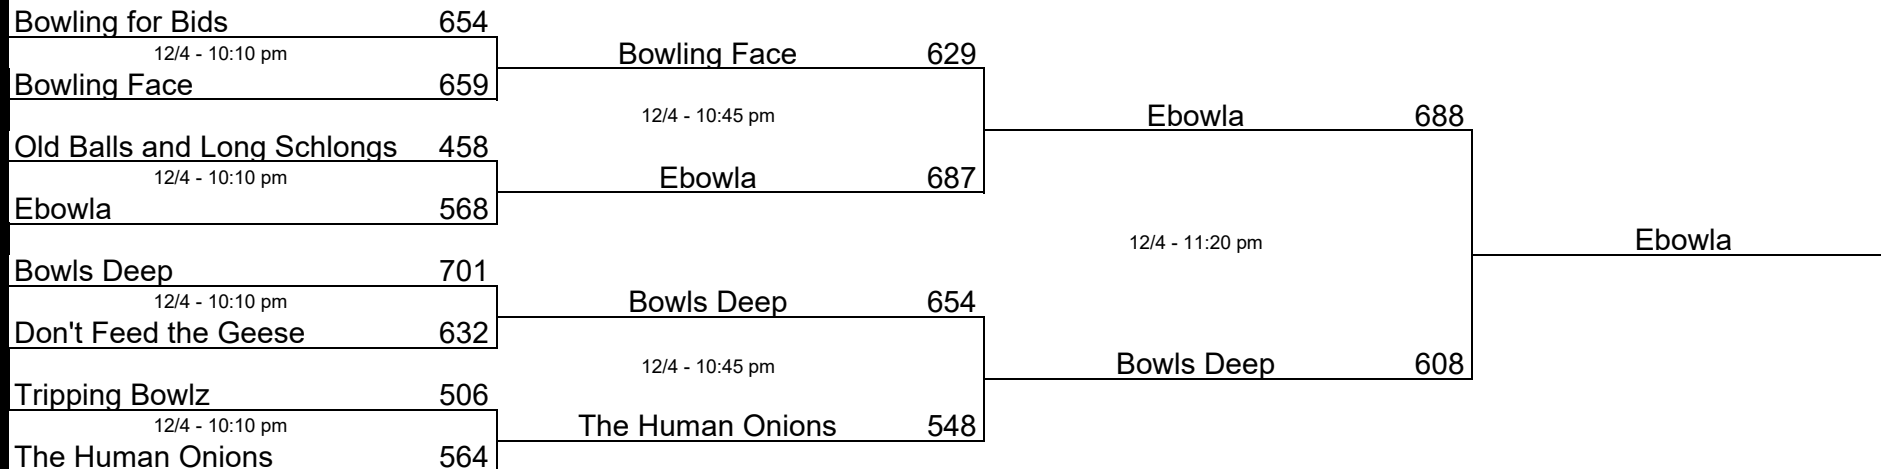 Bowling for Bids 654
12/4 - 10:10 pm
Bowling Face 659
Old Balls and Long Schlongs 458
12/4 - 10:10 pm
Ebowla 568
Bowls Deep 701
12/4 - 10:10 pm
Don't Feed the Geese 632
Tripping Bowlz 506
12/4 - 10:10 pm
The Human Onions 564
Bowling Face 629
12/4 - 10:45 pm
Ebowla 687
Bowls Deep 654
12/4 - 10:45 pm
The Human Onions 548
Ebowla 688
12/4 - 11:20 pm
Bowls Deep 608
Ebowla